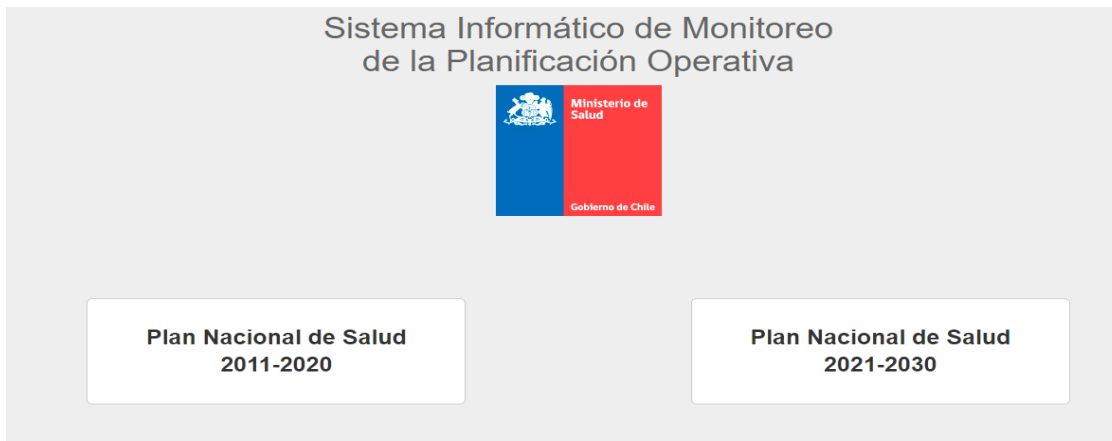 Sistema Informático de Monitoreo
de la Planificación Operativa
Ministerio de
Salud
Gobierno de Chile
Plan Nacional de Salud
2011-2020
Plan Nacional de Salud
2021-2030